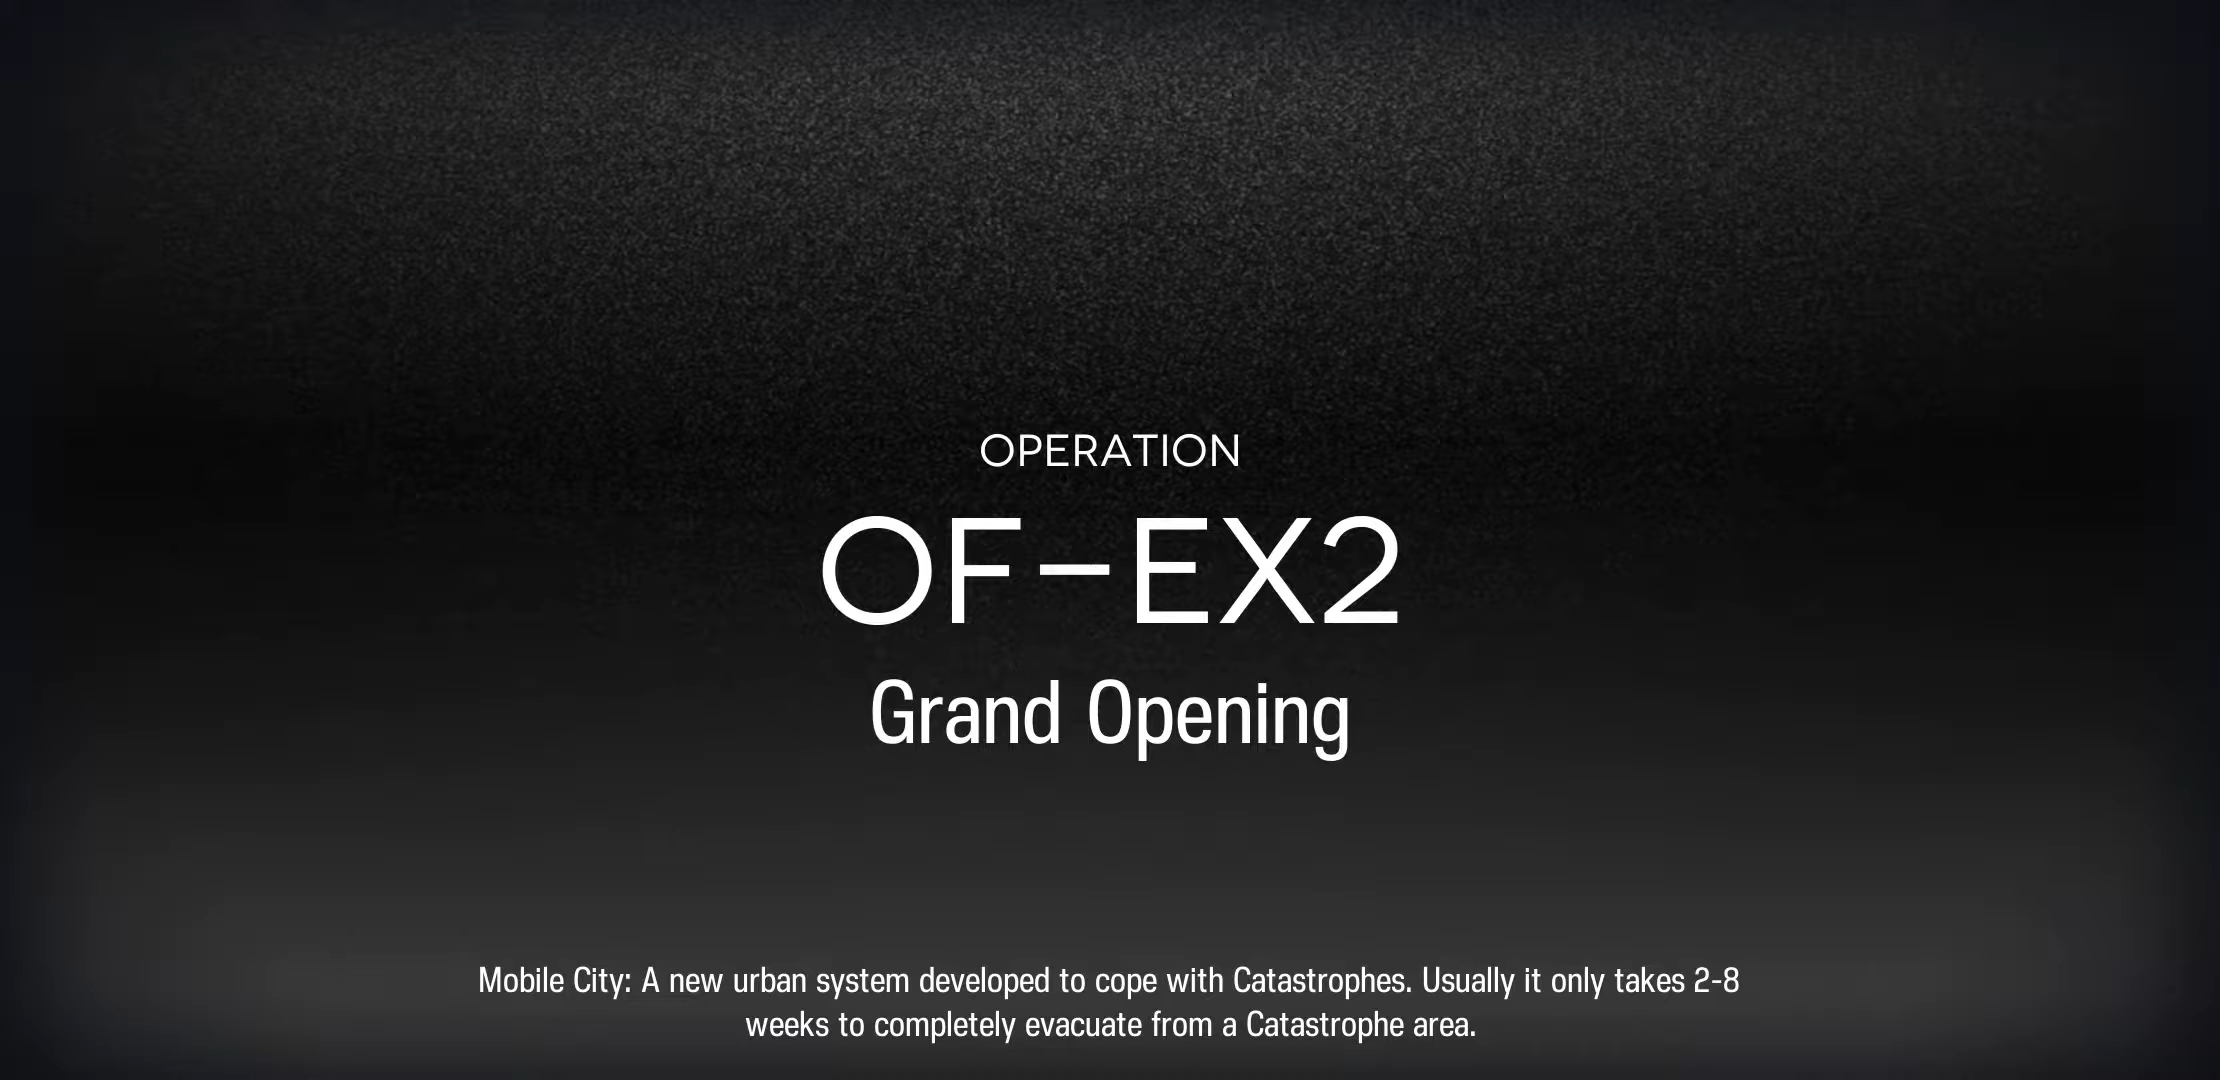 OPERATION
OF-EX2
Grand Opening
Mobile City: A new urban system developed to cope with Catastrophes. Usually it only takes 2-8
weeks to completely evacuate from a Catastrophe area.